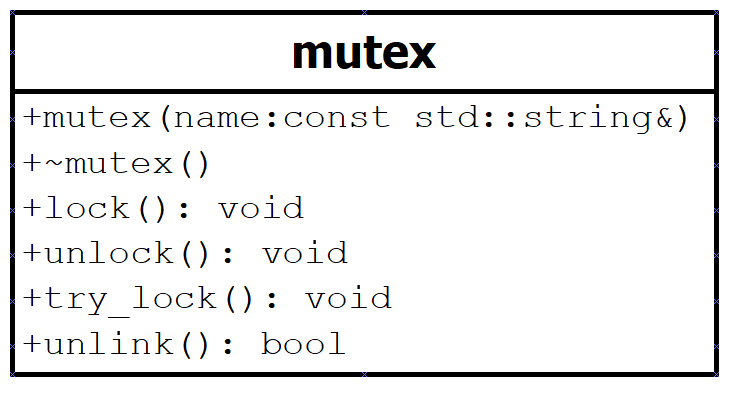 mutex
+mutex(name:const std::string&)
+~mutex()
+lock(): void
+unlock(): void
+try_lock(): void
+unlink(): bool